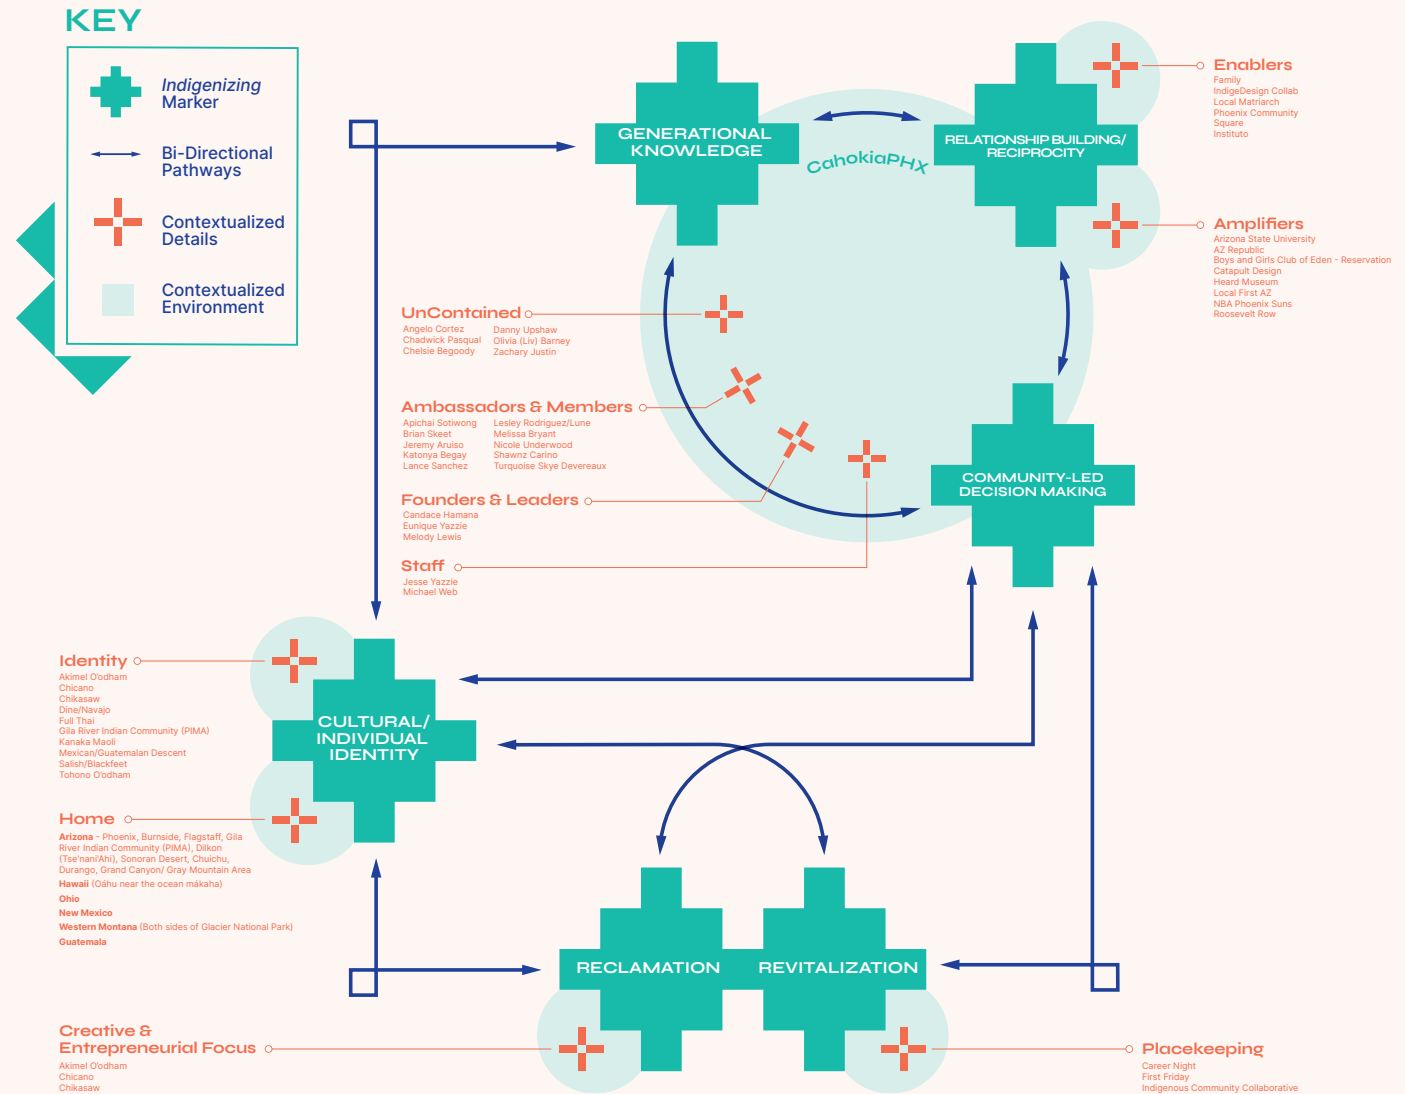 KEY
Indigenizing
Marker
Bi-Directional
Pathways
Contextualized
Details
Contextualized
Environment
GENERATIONAL
KNOWLEDGE
CahokiaPHX
RELATIONSHIP BUILDING/
RECIPROCITY
Enablers
Family
IndigeDesign Collab
Local Matriarch
Phoenix Community
Square
Instituto
Amplifiers
Arizona State University
AZ Republic
Boys and Girls Club of Eden - Reservation
Catapult Design
Heard Museum
Local First AZ
NBA Phoenix Suns
Roosevelt Row
UnContained
Angelo Cortez
Chadwick Pasqual
Chelsie Begoody
Danny Upshaw
Olivia (Liv) Barney
Zachary Justin
Ambassadors & Members
Apichai Sotiwong
Brian Skeet
Jeremy Aruiso
Katonya Begay
Lance Sanchez
Lesley Rodriguez/Lune
Melissa Bryant
Nicole Underwood
Shawnz Carino
Turquoise Skye Devereaux
Founders & Leaders
Candace Hamana
Eunique Yazzie
Melody Lewis
Staff
Jesse Yazzie
Michael Web
COMMUNITY-LED
DECISION MAKING
Identity
Akimel O'odham
Chicano
Chikasaw
Dine/Navajo
Full Thai
Gila River Indian Community (PIMA)
Kanaka Maoli
Mexican/Guatemalan Descent
Salish/Blackfeet
Tohono O'odham
CULTURAL/
INDIVIDUAL
IDENTITY
Home
Arizona - Phoenix, Burnside, Flagstaff, Gila
River Indian Community (PIMA), Dilkon
(Tse'nani'Ahi), Sonoran Desert, Chuichu,
Durango, Grand Canyon/ Gray Mountain Area
Hawaii (Oáhu near the ocean mákaha)
Ohio
New Mexico
Western Montana (Both sides of Glacier National Park)
Guatemala
RECLAMATION
REVITALIZATION
Creative &
Entrepreneurial Focus
Akimel O'odham
Chicano
Chikasaw
Placekeeping
Career Night
First Friday
Indigenous Community Collaborative